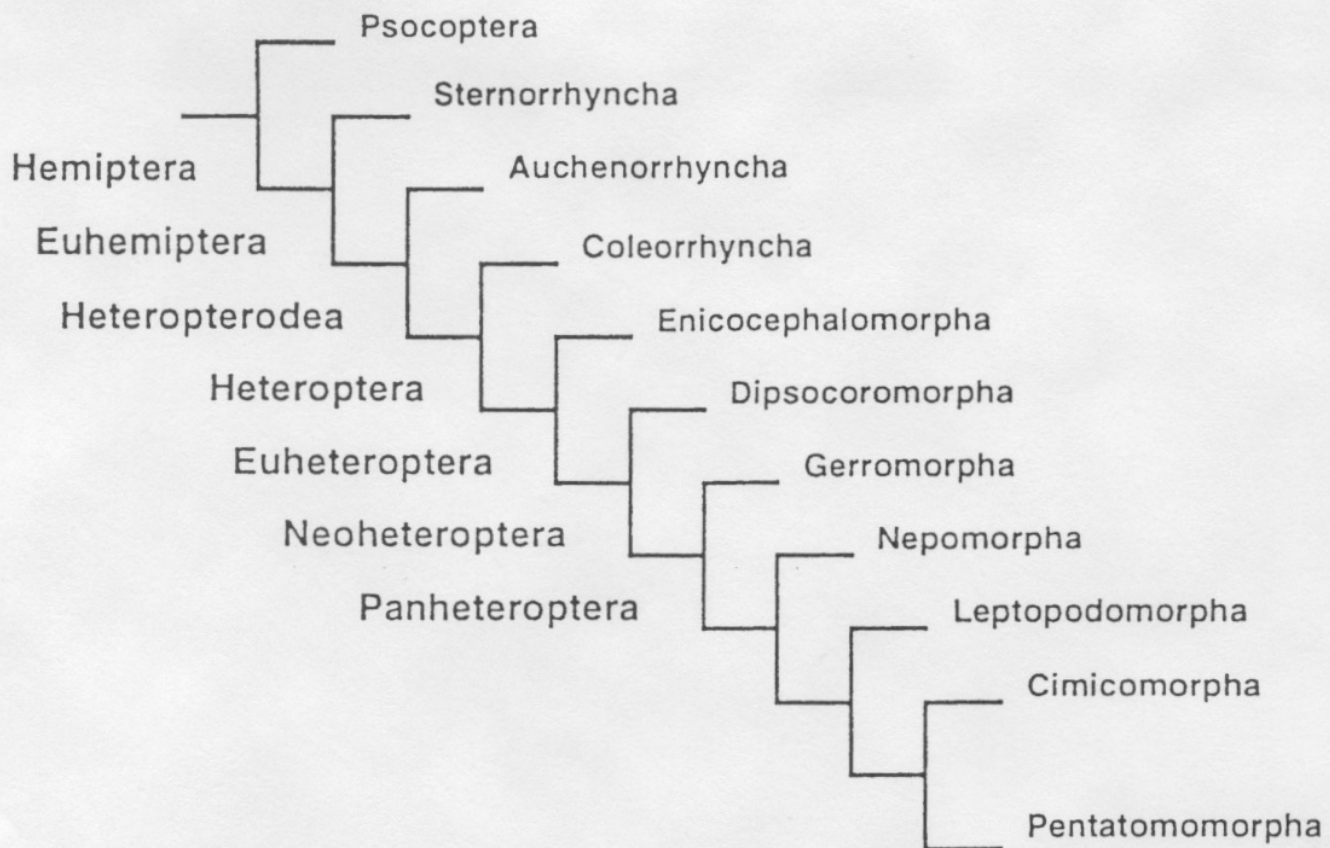 Psocoptera
Sternorrhyncha
Hemiptera
Auchenorrhyncha
Euhemiptera
Coleorrhyncha
Heteropterodea
Enicocephalomorpha
Heteroptera
Dipsocoromorpha
Euheteroptera
Gerromorpha
Neoheteroptera
Nepomorpha
Panheteroptera
Leptopodomorpha
Cimicomorpha
Pentatomomorpha